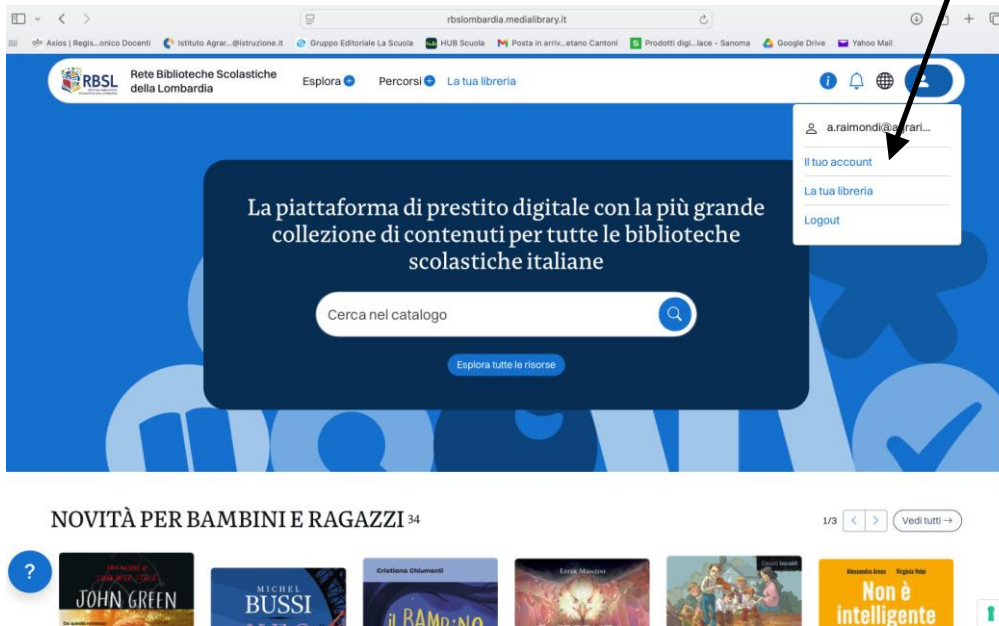 rbslombardia.medialibrary.it
Axios | Regis...onico Docenti
Istituto Agrar...@istruzione.it
Gruppo Editoriale La Scuola
HUB Scuola
Posta in arriv...etano Cantoni
Prodotti digi...lace - Sanoma
Google Drive
Yahoo Mail
RBSL
Rete Biblioteche Scolastiche
della Lombardia
Esplora
Percorsi
La tua libreria
a.raimondi@agrari...
Il tuo account
La tua libreria
Logout
La piattaforma di prestito digitale con la più grande
collezione di contenuti per tutte le biblioteche
scolastiche italiane
Cerca nel catalogo
Esplora tutte le risorse
NOVITÀ PER BAMBINI E RAGAZZI 34
1/3
Vedi tutti →
?
JOHN GREEN
MICHEL
BUSSI
Cristiano Chiumenti
il BAMBINO
ESTER MANZINI
Alessandro Arena Virginia Volpi
Non è
intelligente